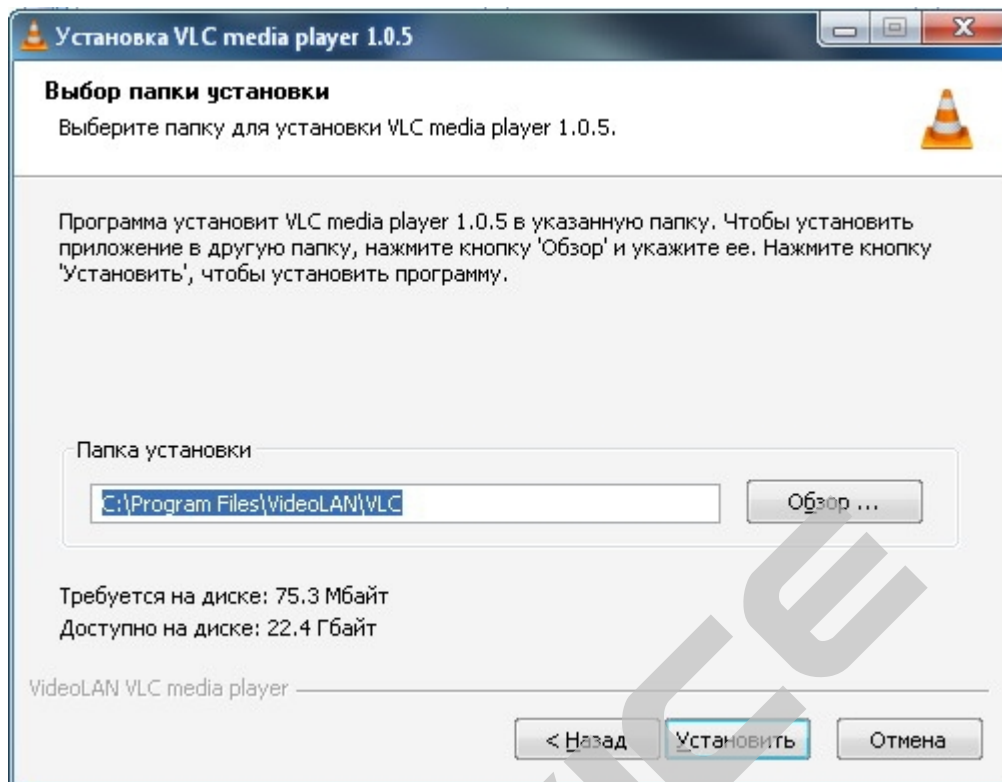 Установка VLC media player 1.0.5
Выбор папки установки
Выберите папку для установки VLC media player 1.0.5.
Программа установит VLC media player 1.0.5 в указанную папку. Чтобы установить
приложение в другую папку, нажмите кнопку 'Обзор' и укажите ее. Нажмите кнопку
'Установить', чтобы установить программу.
Папка установки
C:\Program Files\VideoLAN\VLC
Обзор ...
Требуется на диске: 75.3 Мбайт
Доступно на диске: 22.4 Гбайт
VideoLAN VLC media player
< Назад
Установить
Отмена